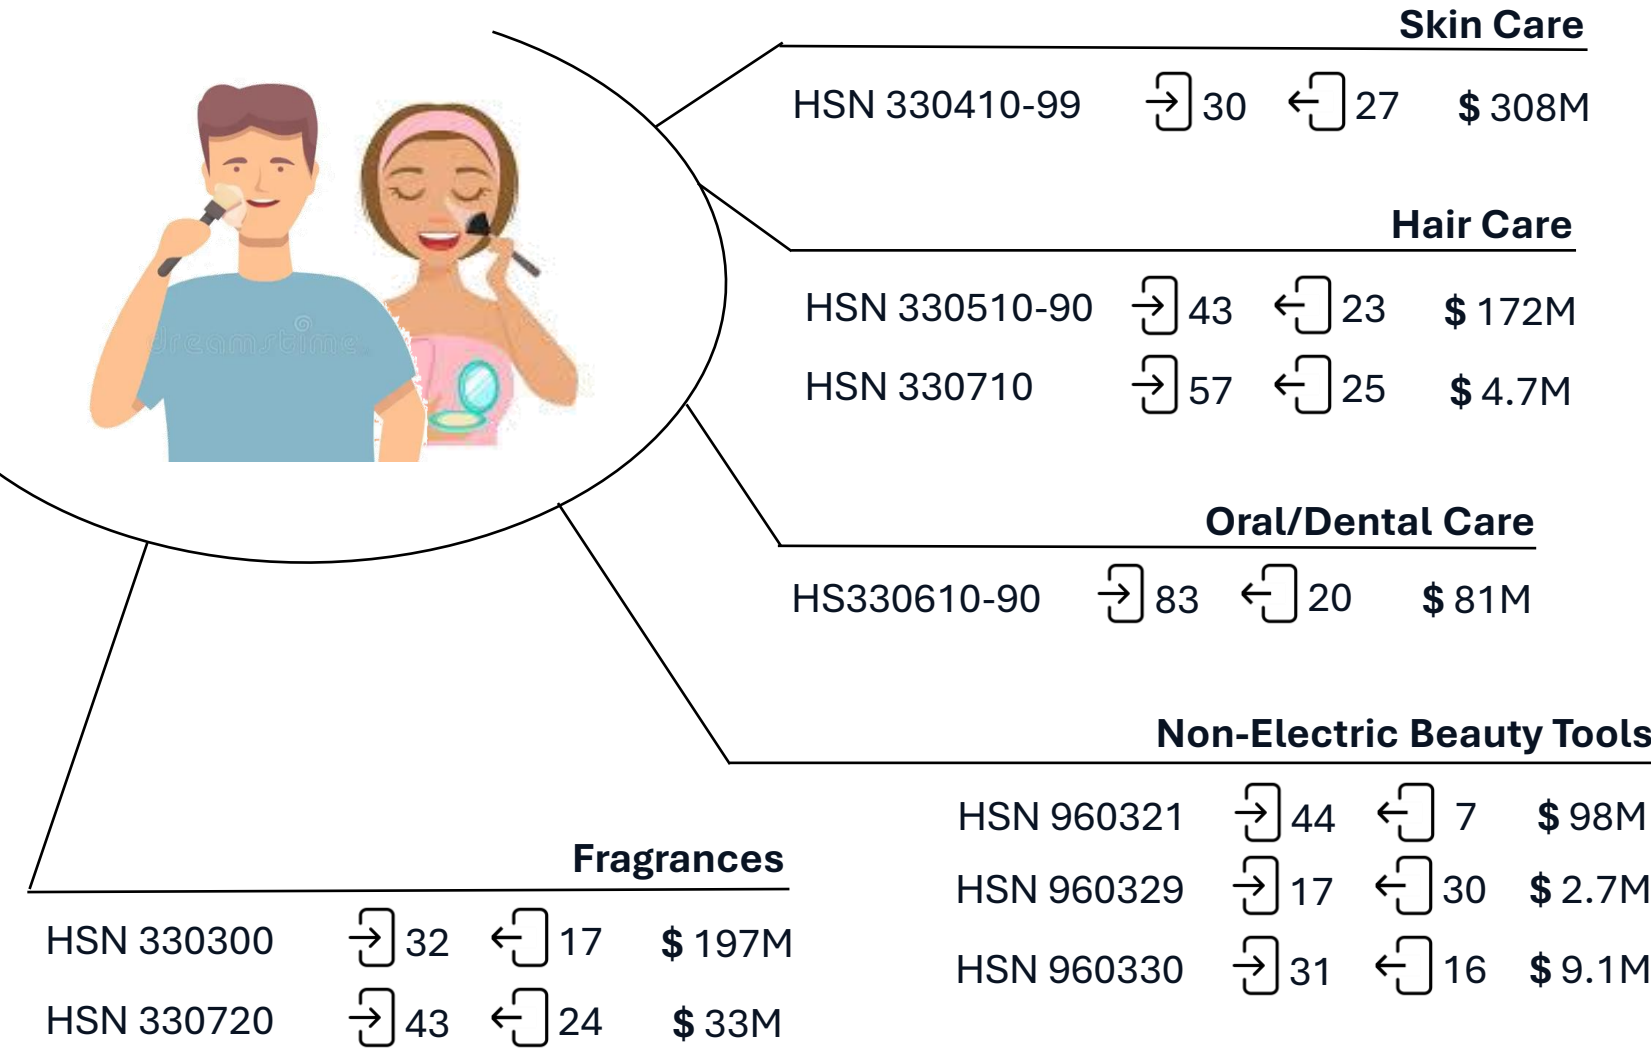 Skin Care
HSN 330410-99 30 27 $ 308M
Hair Care
HSN 330510-90 43 23 $ 172M
HSN 330710 57 25 $ 4.7M
dreamstime
Oral/Dental Care
HS330610-90 83 20 $ 81M
Non-Electric Beauty Tools
HSN 960321 44 7 $ 98M
HSN 960329 17 30 $ 2.7M
HSN 960330 31 16 $ 9.1M
Fragrances
HSN 330300 32 17 $ 197M
HSN 330720 43 24 $ 33M